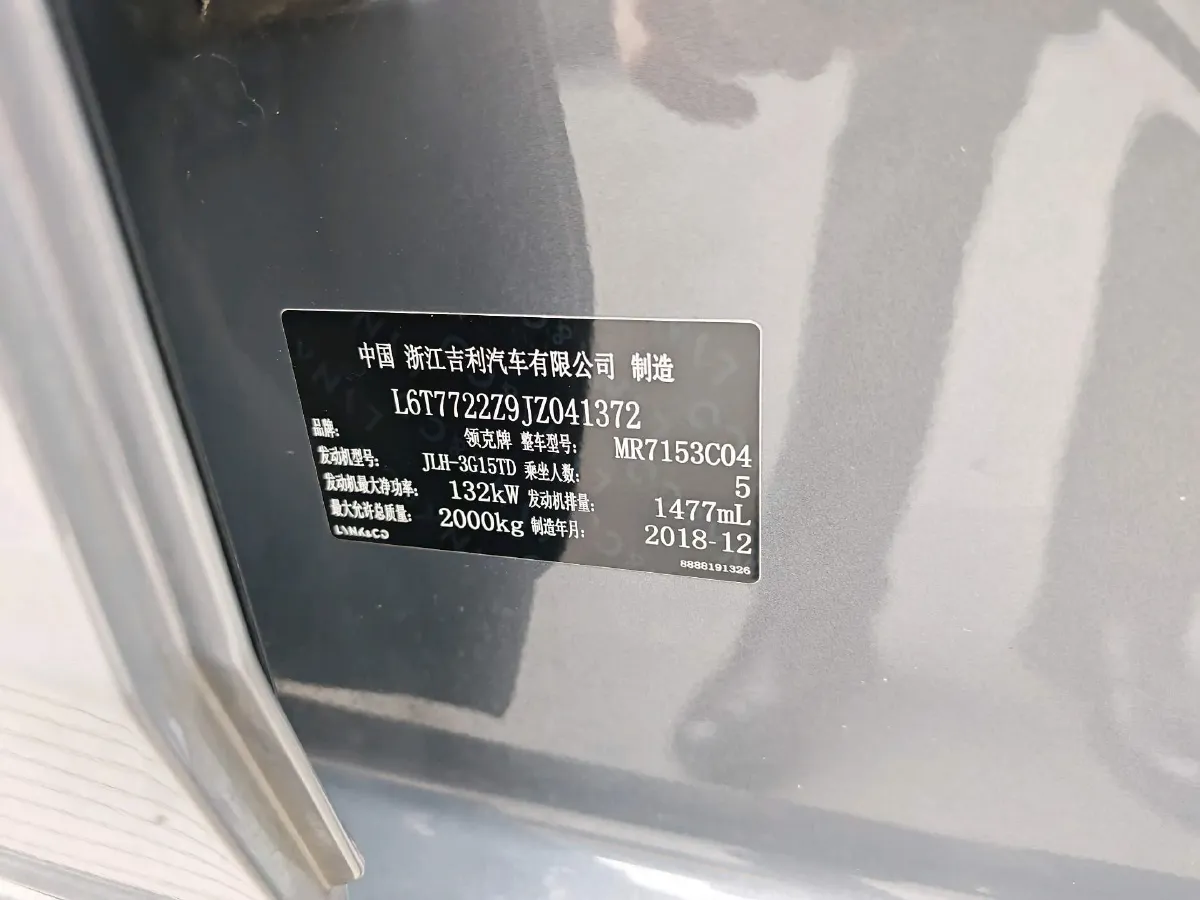 中国 浙江吉利汽车有限公司 制造
L6T7722Z9JZ041372
品牌: 领克牌 整车型号: MR7153C04
发动机型号: JLH-3G15TD 乘坐人数: 5
发动机最大净功率: 132kW 发动机排量: 1477mL
最大允许总质量: 2000kg 制造年月: 2018-12
LYNK&CO 8888191326